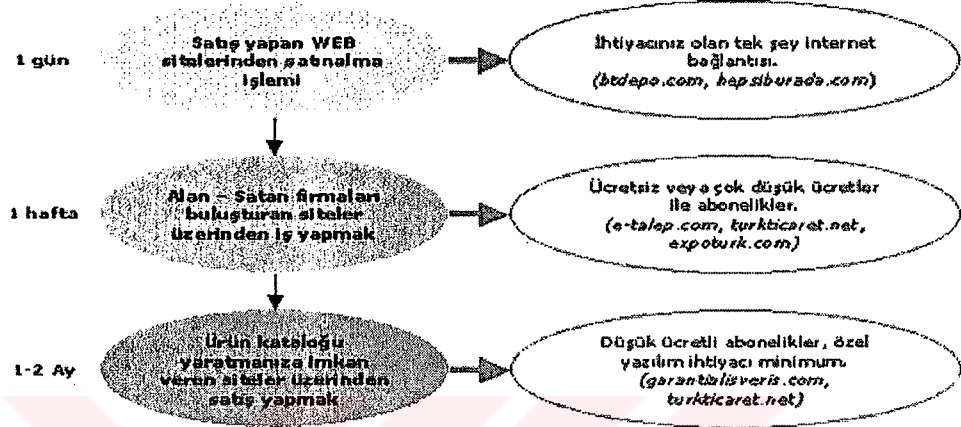 1 gün
Satış yapan WEB
sitelerinden satınalma
işlemi
İhtiyacınız olan tek şey internet
bağlantısı.
(btdepo.com, hepsiburada.com)
1 hafta
Alan – Satan firmaları
buluşturan siteler
üzerinden iş yapmak
Ücretsiz veya çok düşük ücretler
ile abonelikler.
(e-talep.com, turkticaret.net,
expoturk.com)
1-2 Ay
Ürün kataloğu
yaratmanıza imkan
veren siteler üzerinden
satış yapmak
Düşük ücretli abonelikler, özel
yazılım ihtiyacı minimum.
(garantialisveris.com,
turkticaret.net)